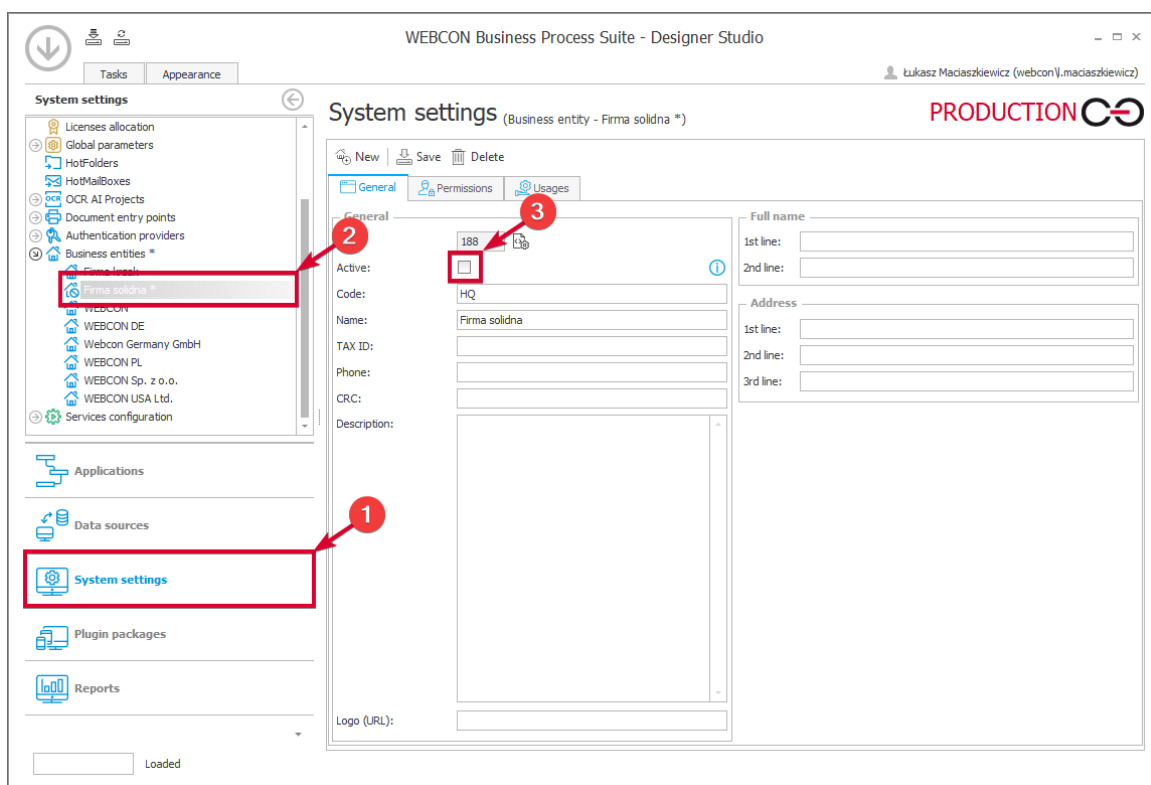 WEBCON Business Process Suite - Designer Studio
Tasks
Appearance
Łukasz Maciaszkiewicz (webcon\l.maciaszkiewicz)
System settings
Licenses allocation
Global parameters
HotFolders
HotMailBoxes
OCR AI Projects
Document entry points
Authentication providers
Business entities *
Firma
Firma solidna *
WEBCON
WEBCON DE
Webcon Germany GmbH
WEBCON PL
WEBCON Sp. z o.o.
WEBCON USA Ltd.
Services configuration
Applications
Data sources
System settings
Plugin packages
Reports
Loaded
System settings (Business entity - Firma solidna *)
PRODUCTION
New
Save
Delete
General
Permissions
Usages
General
188
Active:
Code:
HQ
Name:
Firma solidna
TAX ID:
Phone:
CRC:
Description:
Logo (URL):
Full name
1st line:
2nd line:
Address
1st line:
2nd line:
3rd line:
1
2
3